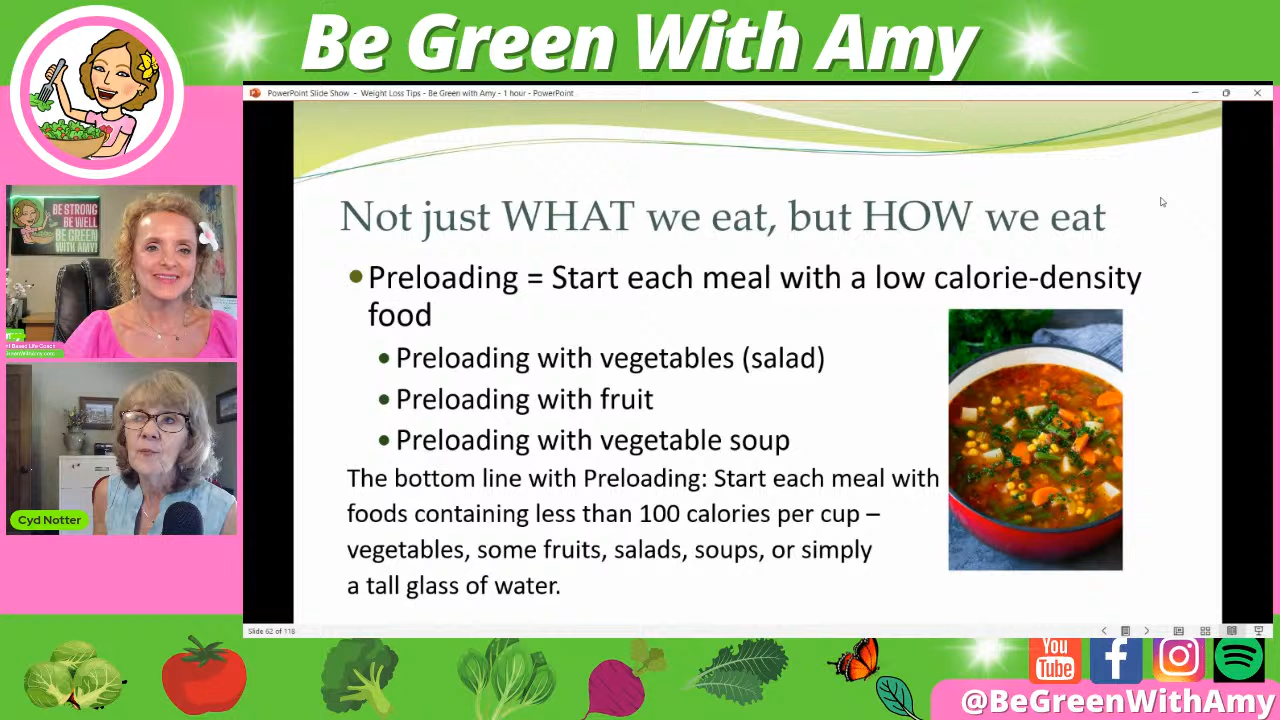 Be Green With Amy
PowerPoint Slide Show - Weight Loss Tips - Be Green with Amy - 1 hour - PowerPoint
BE STRONG
BE WELL
BE GREEN
WITH AMY!
Not just WHAT we eat, but HOW we eat
•Preloading = Start each meal with a low calorie-density
food
• Preloading with vegetables (salad)
• Preloading with fruit
• Preloading with vegetable soup
The bottom line with Preloading: Start each meal with
foods containing less than 100 calories per cup –
vegetables, some fruits, salads, soups, or simply
a tall glass of water.
Cyd Notter
Slide 62 of 118
You
Tube
@BeGreenWithAmy